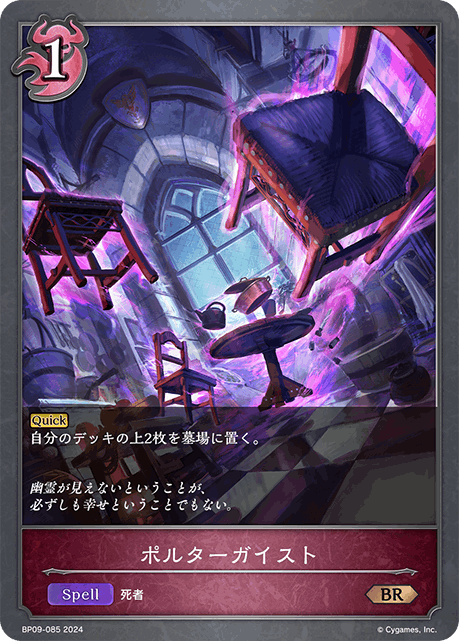 1
Quick
自分のデッキの上2枚を墓場に置く。
幽霊が見えないということが、
必ずしも幸せということでもない。
ポルターガイスト
Spell 死者 BR
BP09-085 2024 © Cygames, Inc.